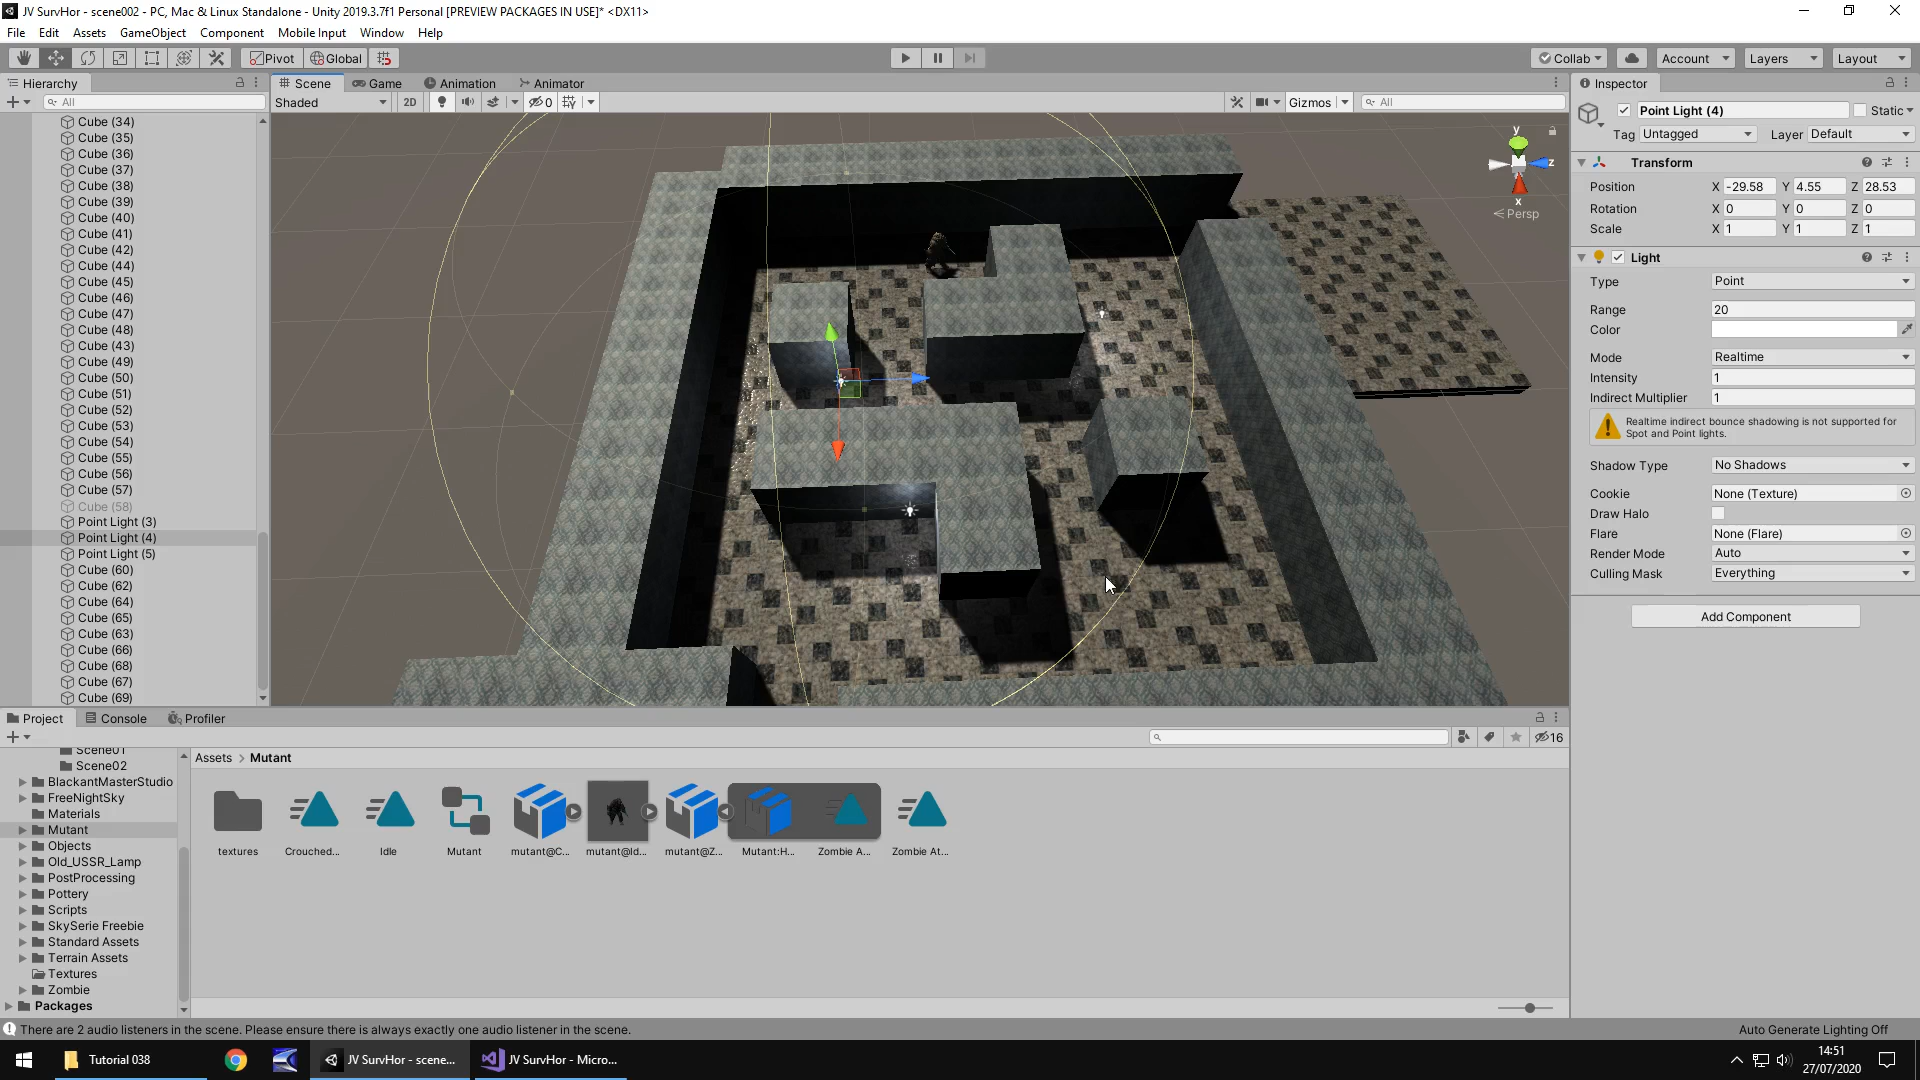 JV SurvHor - scene002 - PC, Mac & Linux Standalone - Unity 2019.3.7f1 Personal [PREVIEW PACKAGES IN USE]* <DX11>
File Edit Assets GameObject Component Mobile Input Window Help
Pivot Global Collab Account Layers Layout
Hierarchy
All
Cube (34)
Cube (35)
Cube (36)
Cube (37)
Cube (38)
Cube (39)
Cube (40)
Cube (41)
Cube (42)
Cube (44)
Cube (45)
Cube (46)
Cube (47)
Cube (48)
Cube (43)
Cube (49)
Cube (50)
Cube (51)
Cube (52)
Cube (53)
Cube (54)
Cube (55)
Cube (56)
Cube (57)
Cube (58)
Point Light (3)
Point Light (4)
Point Light (5)
Cube (60)
Cube (62)
Cube (64)
Cube (65)
Cube (63)
Cube (66)
Cube (68)
Cube (67)
Cube (69)
Scene Game Animation Animator
Shaded 2D 0 Gizmos All
y
z
x
Persp
Inspector
Point Light (4) Static
Tag Untagged Layer Default
Transform
Position X -29.58 Y 4.55 Z 28.53
Rotation X 0 Y 0 Z 0
Scale X 1 Y 1 Z 1
Light
Type Point
Range 20
Color
Mode Realtime
Intensity 1
Indirect Multiplier 1
Realtime indirect bounce shadowing is not supported for
Spot and Point lights.
Shadow Type No Shadows
Cookie None (Texture)
Draw Halo
Flare None (Flare)
Render Mode Auto
Culling Mask Everything
Add Component
Project Console Profiler
16
Scene01
Scene02
BlackantMasterStudio
FreeNightSky
Materials
Mutant
Objects
Old_USSR_Lamp
PostProcessing
Pottery
Scripts
SkySerie Freebie
Standard Assets
Terrain Assets
Textures
Zombie
Packages
Assets > Mutant
textures Crouched... Idle Mutant mutant@C... mutant@Id... mutant@Z... Mutant:H... Zombie A... Zombie At...
There are 2 audio listeners in the scene. Please ensure there is always exactly one audio listener in the scene.
Auto Generate Lighting Off
Tutorial 038 JV SurvHor - scene... JV SurvHor - Micro...
14:51
27/07/2020